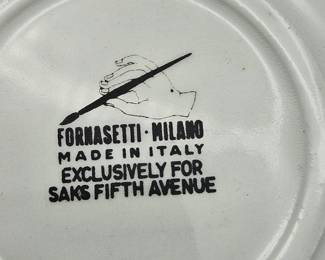 FORNASETTI · MILANO
MADE IN ITALY
EXCLUSIVELY FOR
SAKS FIFTH AVENUE